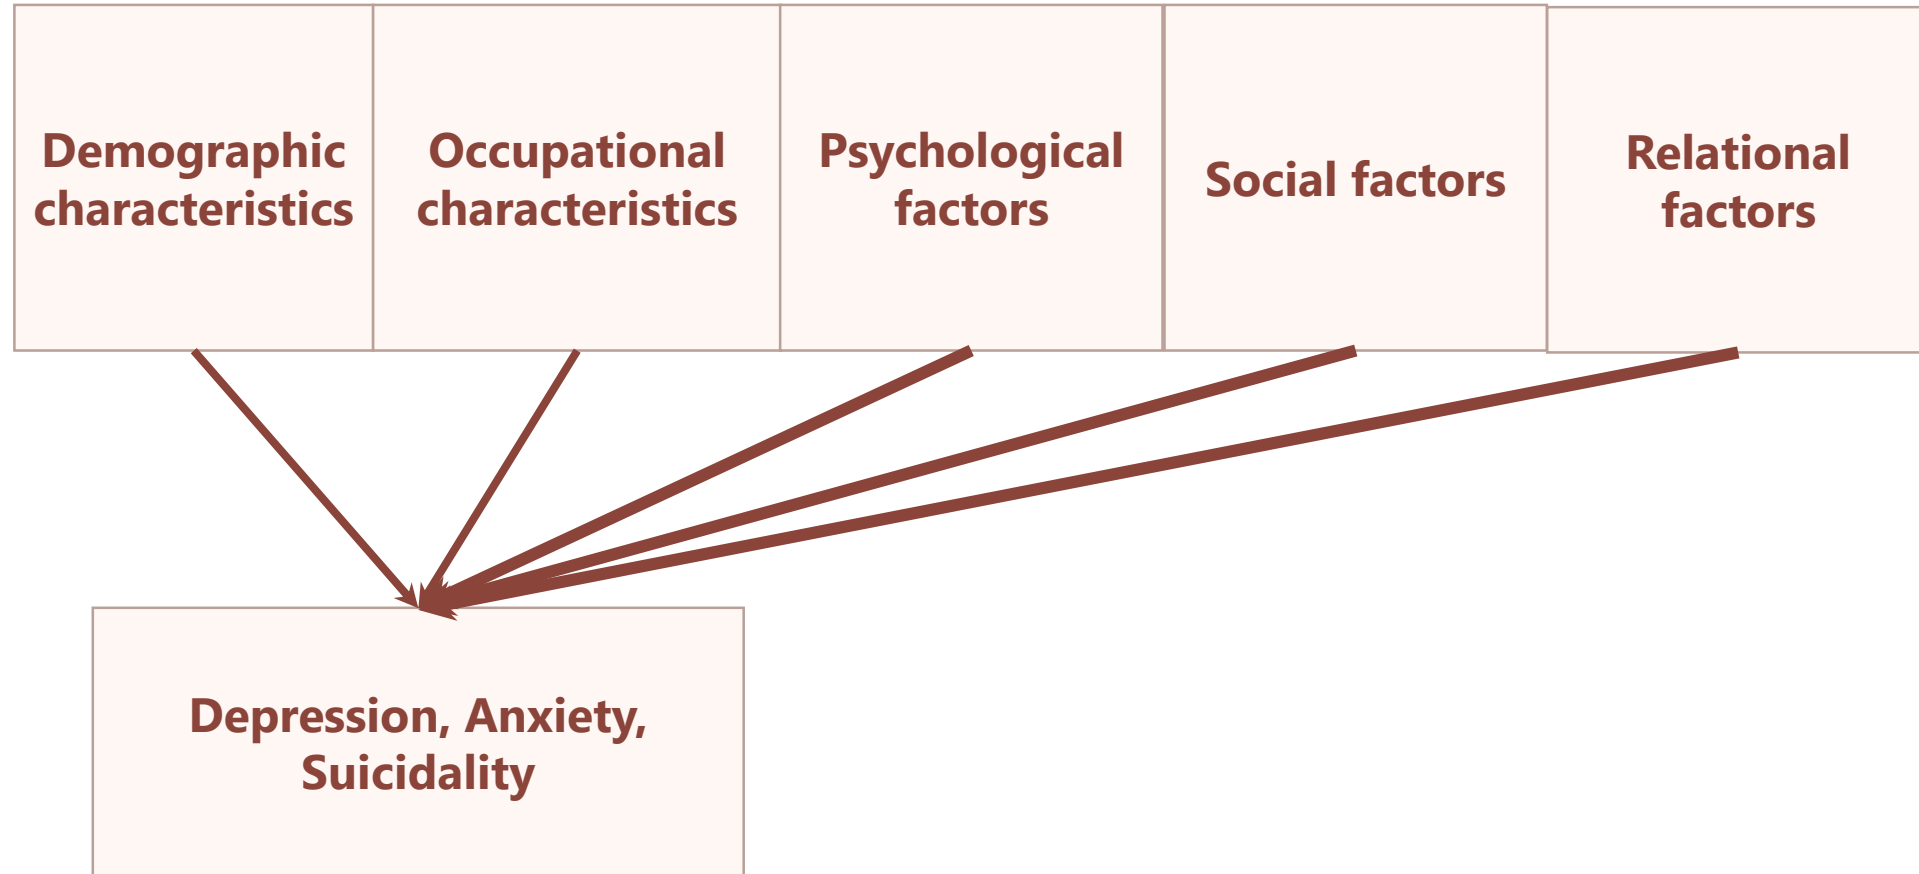 Demographic
characteristics
Occupational
characteristics
Psychological
factors
Social factors
Relational
factors
Depression, Anxiety,
Suicidality